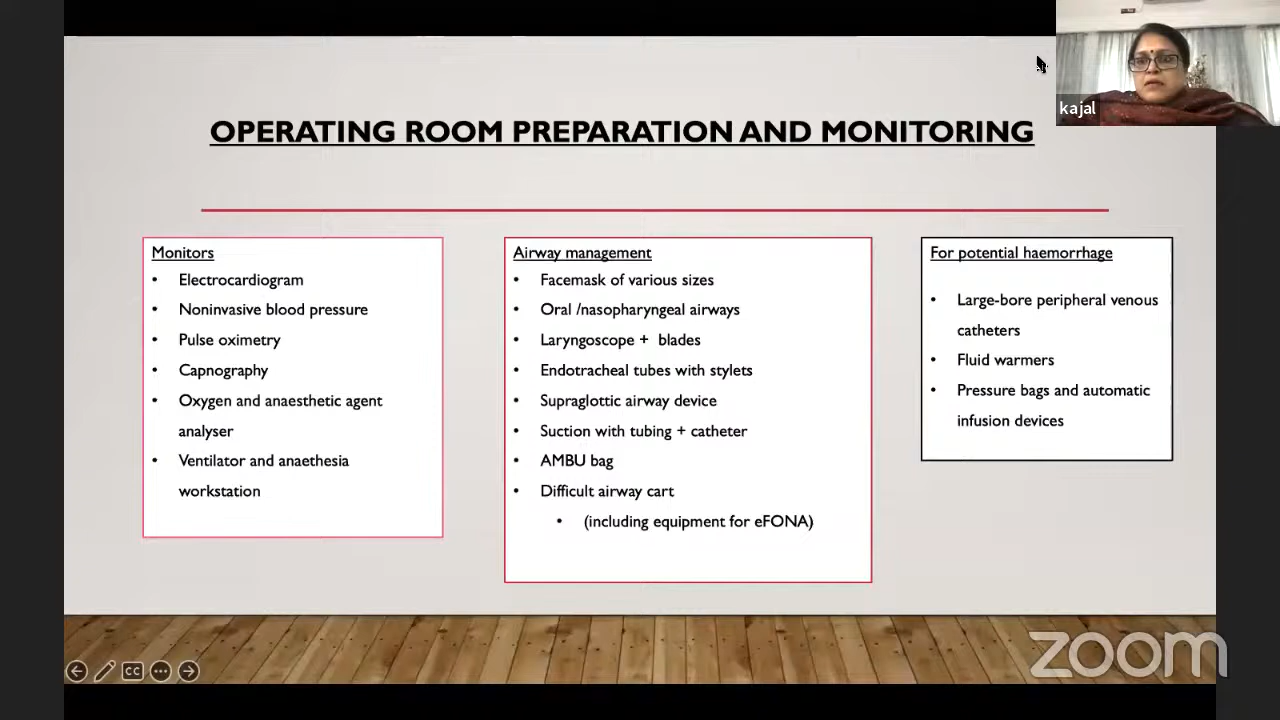 kajal
OPERATING ROOM PREPARATION AND MONITORING
Monitors
• Electrocardiogram
• Noninvasive blood pressure
• Pulse oximetry
• Capnography
• Oxygen and anaesthetic agent
analyser
• Ventilator and anaethesia
workstation
Airway management
• Facemask of various sizes
• Oral /nasopharyngeal airways
• Laryngoscope + blades
• Endotracheal tubes with stylets
• Supraglottic airway device
• Suction with tubing + catheter
• AMBU bag
• Difficult airway cart
• (including equipment for eFONA)
For potential haemorrhage
• Large-bore peripheral venous
catheters
• Fluid warmers
• Pressure bags and automatic
infusion devices
CC
zoom